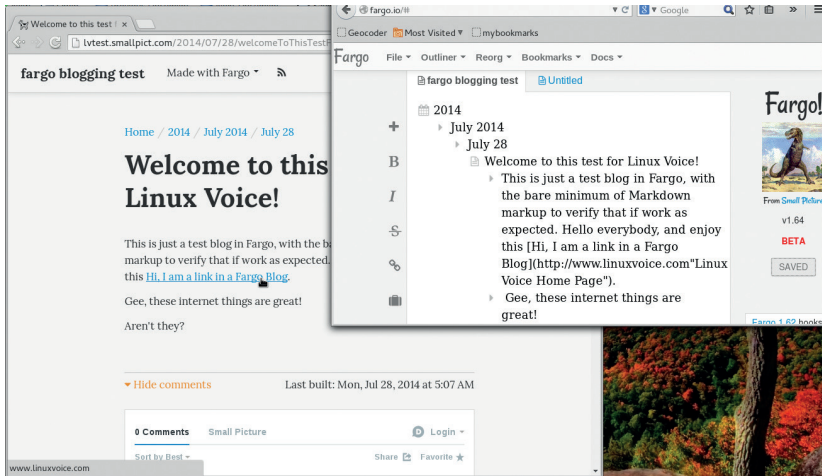 Welcome to this test f
lvtest.smallpict.com/2014/07/28/welcomeToThisTestF
fargo blogging test
Made with Fargo
Home / 2014 / July 2014 / July 28
Welcome to this
Linux Voice!
This is just a test blog in Fargo, with the ba
markup to verify that if work as expected.
this Hi, I am a link in a Fargo Blog.
Gee, these internet things are great!
Aren't they?
Hide comments
Last built: Mon, Jul 28, 2014 at 5:07 AM
0 Comments
Small Picture
Login
Sort by Best
Share
Favorite
www.linuxvoice.com
fargo.io/#
Google
Geocoder
Most Visited
mybookmarks
Fargo
File
Outliner
Reorg
Bookmarks
Docs
fargo blogging test
Untitled
2014
July 2014
July 28
Welcome to this test for Linux Voice!
This is just a test blog in Fargo, with
the bare minimum of Markdown
markup to verify that if work as
expected. Hello everybody, and enjoy
this [Hi, I am a link in a Fargo
Blog](http://www.linuxvoice.com"Linux
Voice Home Page").
Gee, these internet things are
great!
B
I
S
Fargo!
From Small Picture
v1.64
BETA
SAVED
Fargo 1.62 hooks